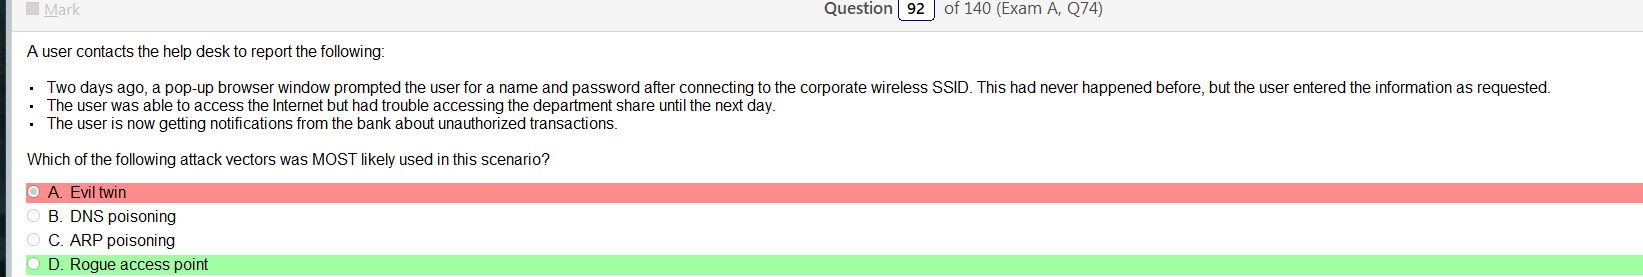 Mark
Question 92 of 140 (Exam A, Q74)
A user contacts the help desk to report the following:
· Two days ago, a pop-up browser window prompted the user for a name and password after connecting to the corporate wireless SSID. This had never happened before, but the user entered the information as requested.
· The user was able to access the Internet but had trouble accessing the department share until the next day.
· The user is now getting notifications from the bank about unauthorized transactions.
Which of the following attack vectors was MOST likely used in this scenario?
A. Evil twin
B. DNS poisoning
C. ARP poisoning
D. Rogue access point